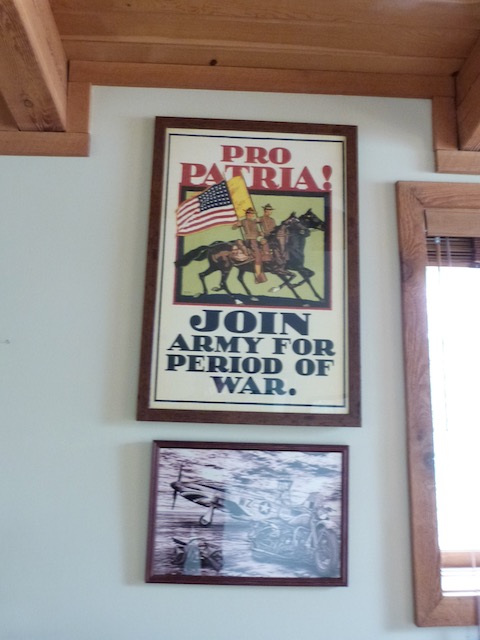 PRO
PATRIA!
JOIN
ARMY FOR
PERIOD OF
WAR.